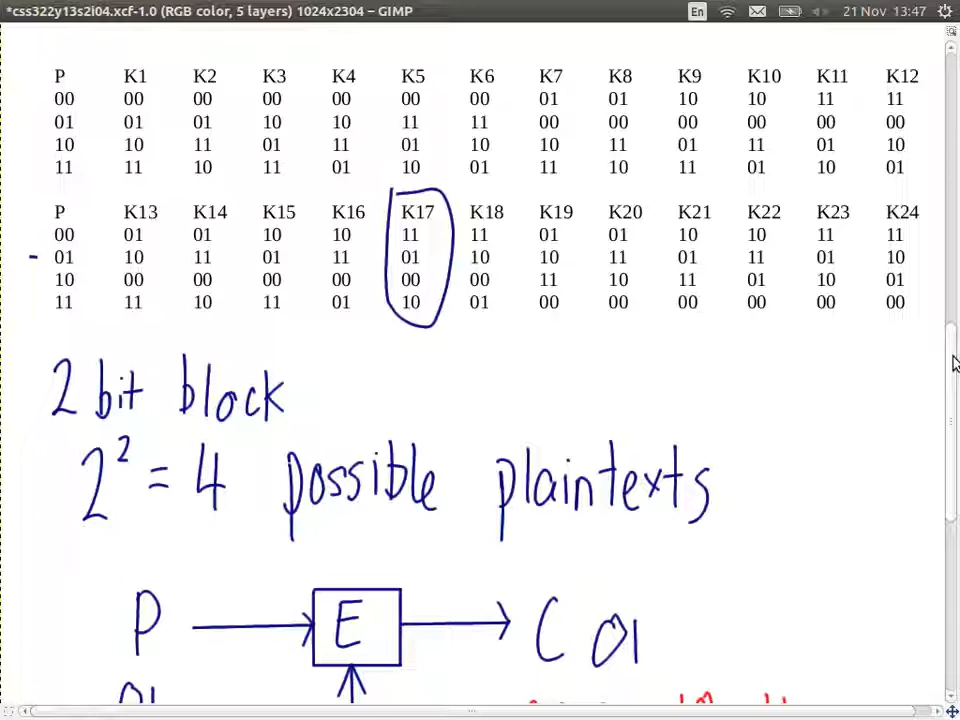 *css322y13s2i04.xcf-1.0 (RGB color, 5 layers) 1024x2304 – GIMP En 21 Nov 13:47
P K1 K2 K3 K4 K5 K6 K7 K8 K9 K10 K11 K12
00 00 00 00 00 00 00 01 01 10 10 11 11
01 01 01 10 10 11 11 00 00 00 00 00 00
10 10 11 01 11 01 10 10 11 01 11 01 10
11 11 10 11 01 10 01 11 10 11 01 10 01
P K13 K14 K15 K16 K17 K18 K19 K20 K21 K22 K23 K24
00 01 01 10 10 11 11 01 01 10 10 11 11
- 01 10 11 01 11 01 10 10 11 01 11 01 10
10 00 00 00 00 00 00 11 10 11 01 10 01
11 11 10 11 01 10 01 00 00 00 00 00 00
2 bit block
2² = 4 possible plaintexts
P E C 01